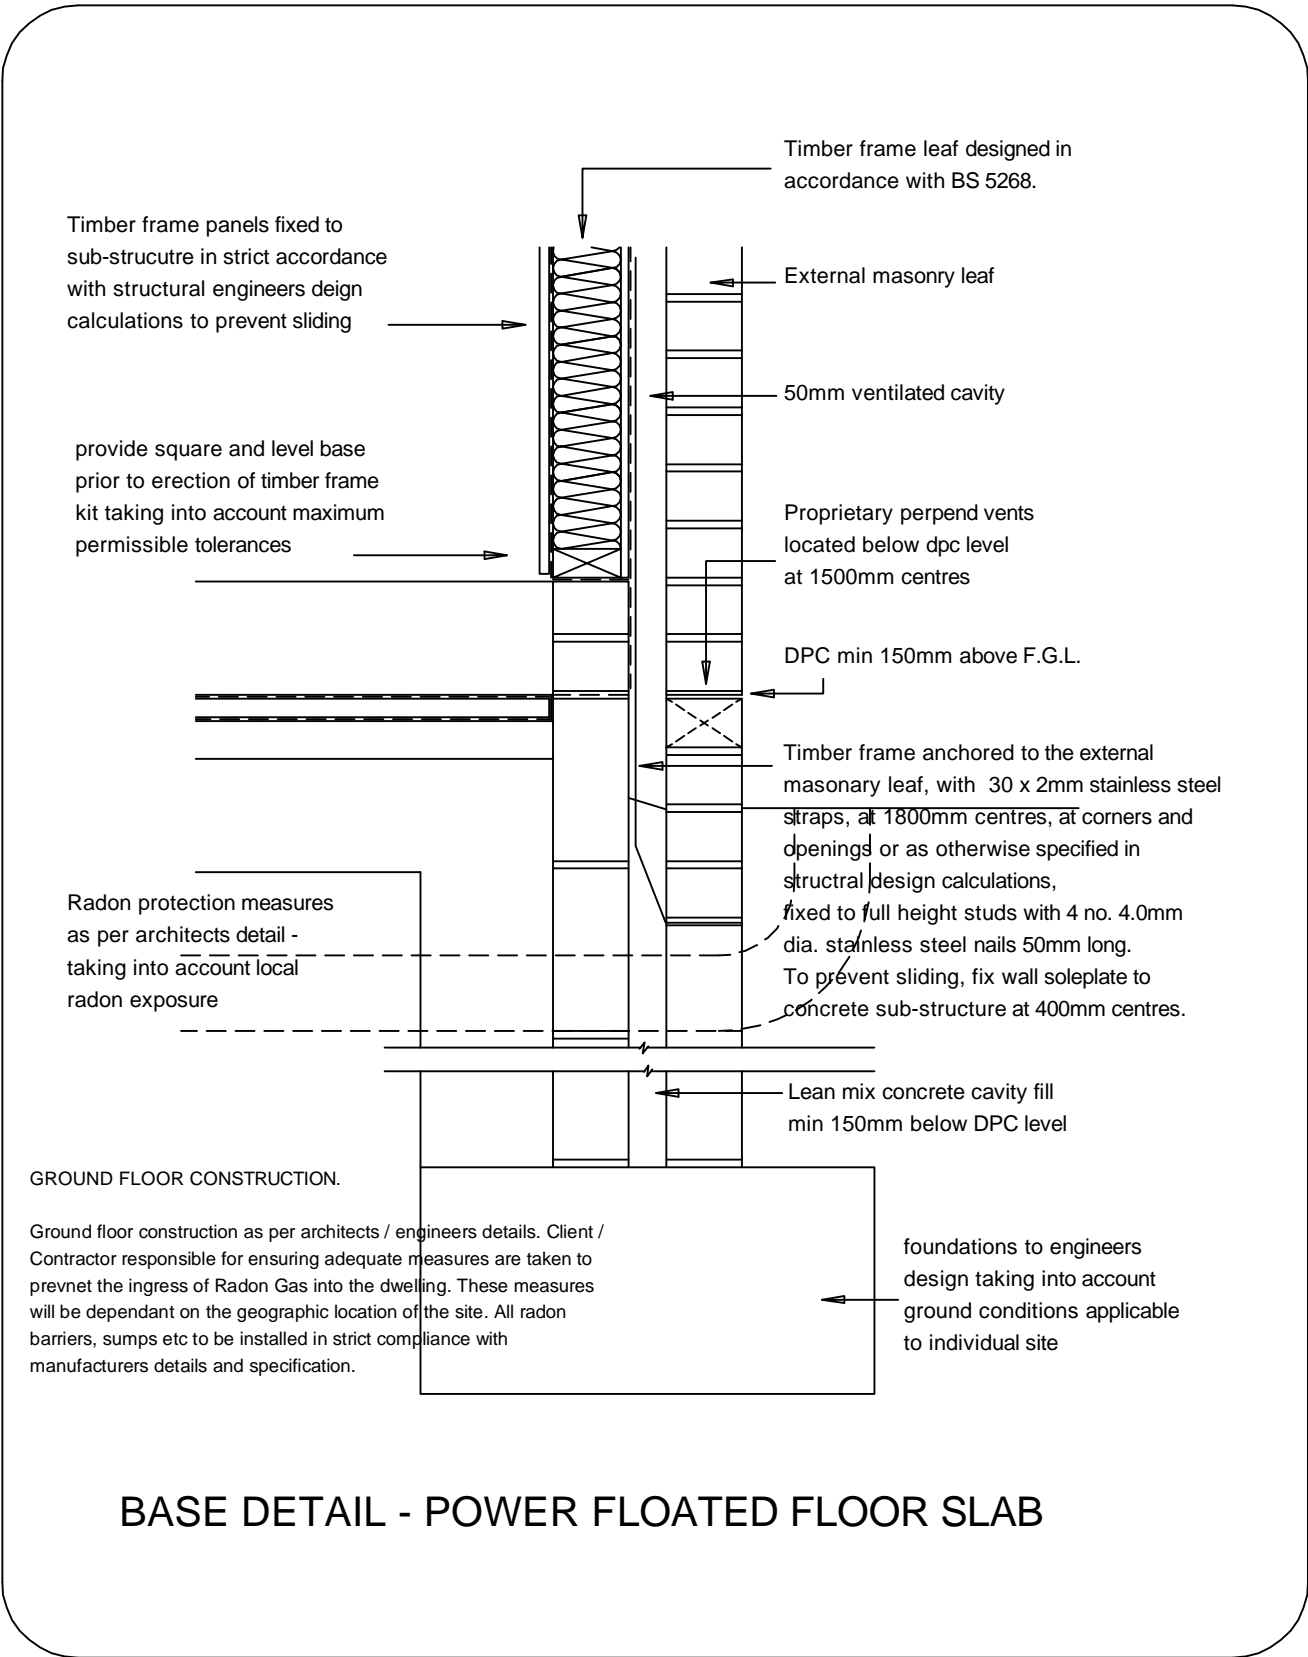 Timber frame leaf designed in
accordance with BS 5268.
Timber frame panels fixed to
sub-strucutre in strict accordance
with structural engineers deign
calculations to prevent sliding
External masonry leaf
50mm ventilated cavity
provide square and level base
prior to erection of timber frame
kit taking into account maximum
permissible tolerances
Proprietary perpend vents
located below dpc level
at 1500mm centres
DPC min 150mm above F.G.L.
Timber frame anchored to the external
masonary leaf, with 30 x 2mm stainless steel
straps, at 1800mm centres, at corners and
openings or as otherwise specified in
structral design calculations,
fixed to full height studs with 4 no. 4.0mm
dia. stainless steel nails 50mm long.
To prevent sliding, fix wall soleplate to
concrete sub-structure at 400mm centres.
Radon protection measures
as per architects detail -
taking into account local
radon exposure
Lean mix concrete cavity fill
min 150mm below DPC level
GROUND FLOOR CONSTRUCTION.
Ground floor construction as per architects / engineers details. Client /
Contractor responsible for ensuring adequate measures are taken to
prevnet the ingress of Radon Gas into the dwelling. These measures
will be dependant on the geographic location of the site. All radon
barriers, sumps etc to be installed in strict compliance with
manufacturers details and specification.
foundations to engineers
design taking into account
ground conditions applicable
to individual site
BASE DETAIL - POWER FLOATED FLOOR SLAB